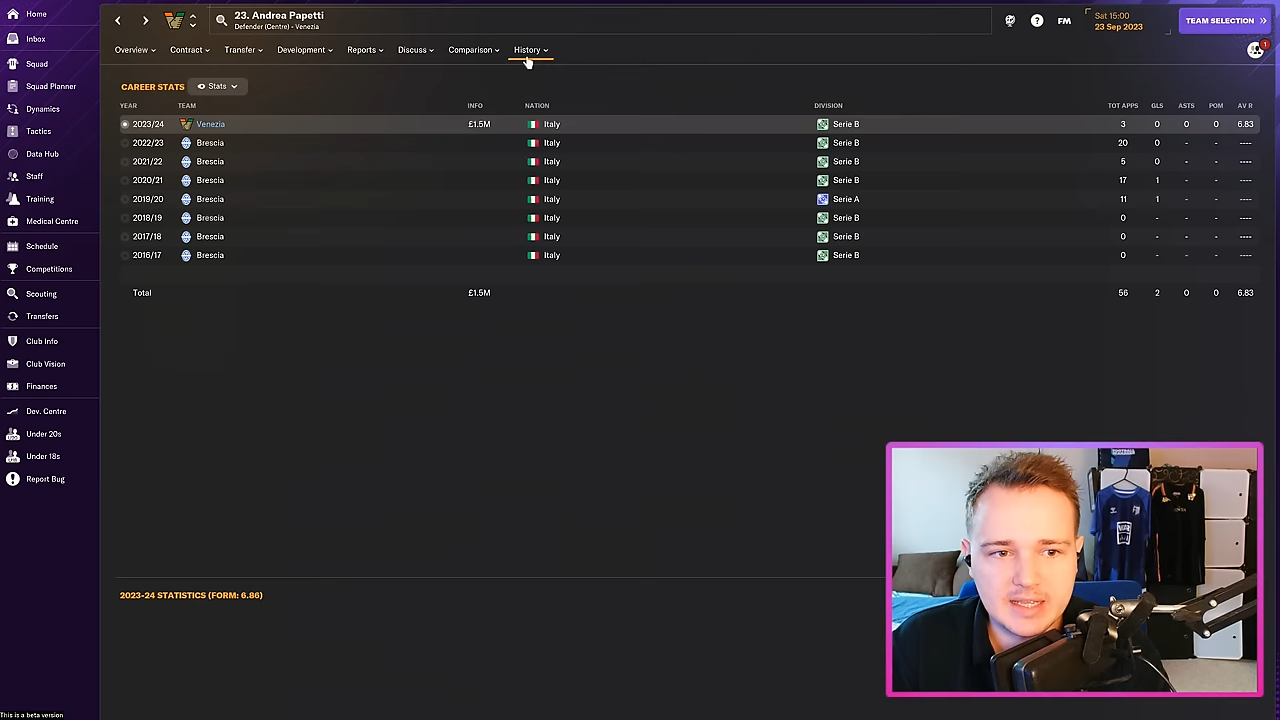 Home
Inbox
Squad
Squad Planner
Dynamics
Tactics
Data Hub
Staff
Training
Medical Centre
Schedule
Competitions
Scouting
Transfers
Club Info
Club Vision
Finances
Dev. Centre
Under 20s
Under 18s
Report Bug
This is a beta version
23. Andrea Papetti
Defender (Centre) - Venezia
? FM
Sat 15:00
23 Sep 2023
TEAM SELECTION
1
Overview Contract Transfer Development Reports Discuss Comparison History
CAREER STATS Stats
YEAR TEAM INFO NATION DIVISION TOT APPS GLS ASTS POM AV R
2023/24 Venezia £1.5M Italy Serie B 3 0 0 0 6.83
2022/23 Brescia Italy Serie B 20 0 - - ----
2021/22 Brescia Italy Serie B 5 0 - - ----
2020/21 Brescia Italy Serie B 17 1 - - ----
2019/20 Brescia Italy Serie A 11 1 - - ----
2018/19 Brescia Italy Serie B 0 - - - ----
2017/18 Brescia Italy Serie B 0 - - - ----
2016/17 Brescia Italy Serie B 0 - - - ----
Total £1.5M 56 2 0 0 6.83
2023-24 STATISTICS (FORM: 6.86)